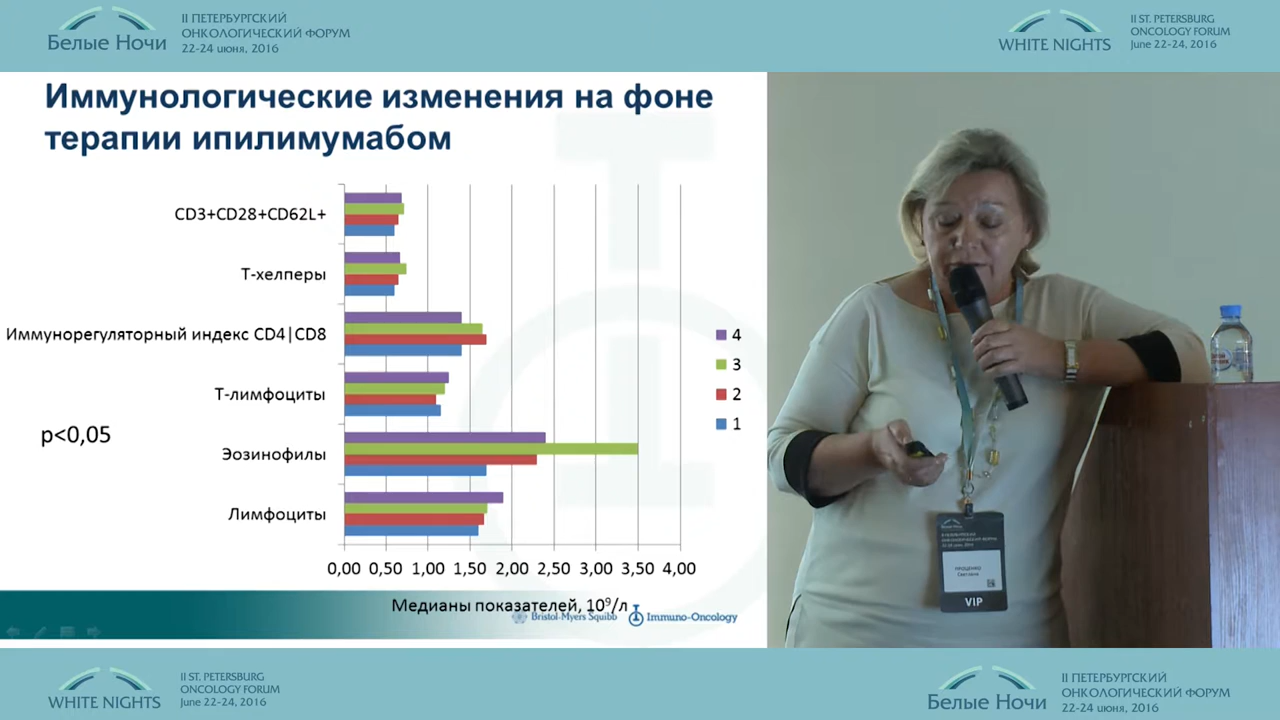 Белые Ночи
II ПЕТЕРБУРГСКИЙ
ОНКОЛОГИЧЕСКИЙ ФОРУМ
22-24 июня, 2016
WHITE NIGHTS
II ST. PETERSBURG
ONCOLOGY FORUM
June 22-24, 2016
Иммунологические изменения на фоне
терапии ипилимумабом
CD3+CD28+CD62L+
Т-хелперы
Иммунорегуляторный индекс CD4|CD8
Т-лимфоциты
p<0,05
Эозинофилы
Лимфоциты
4
3
2
1
0,00 0,50 1,00 1,50 2,00 2,50 3,00 3,50 4,00
Медианы показателей, 10⁹/л
Bristol-Myers Squibb
Immuno-Oncology
ПРОЦЕНКО
Светлана
VIP
WHITE NIGHTS
II ST. PETERSBURG
ONCOLOGY FORUM
June 22-24, 2016
Белые Ночи
II ПЕТЕРБУРГСКИЙ
ОНКОЛОГИЧЕСКИЙ ФОРУМ
22-24 июня, 2016